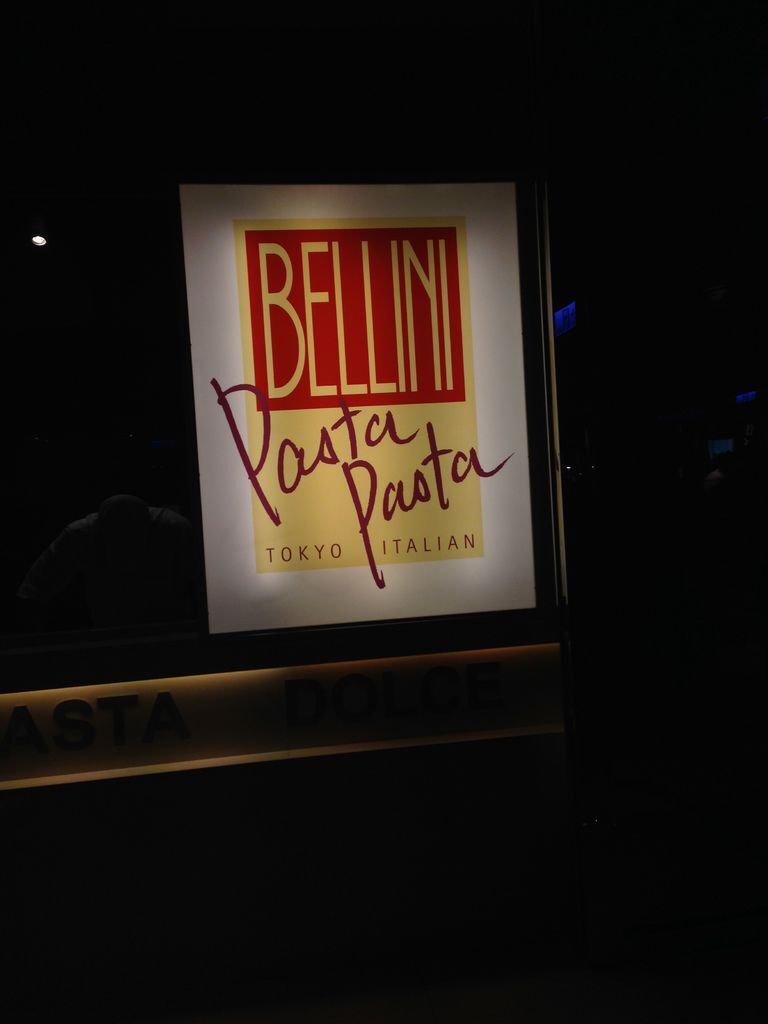 BELLINI
Pasta
Pasta
TOKYO ITALIAN
ASTA DOLCE